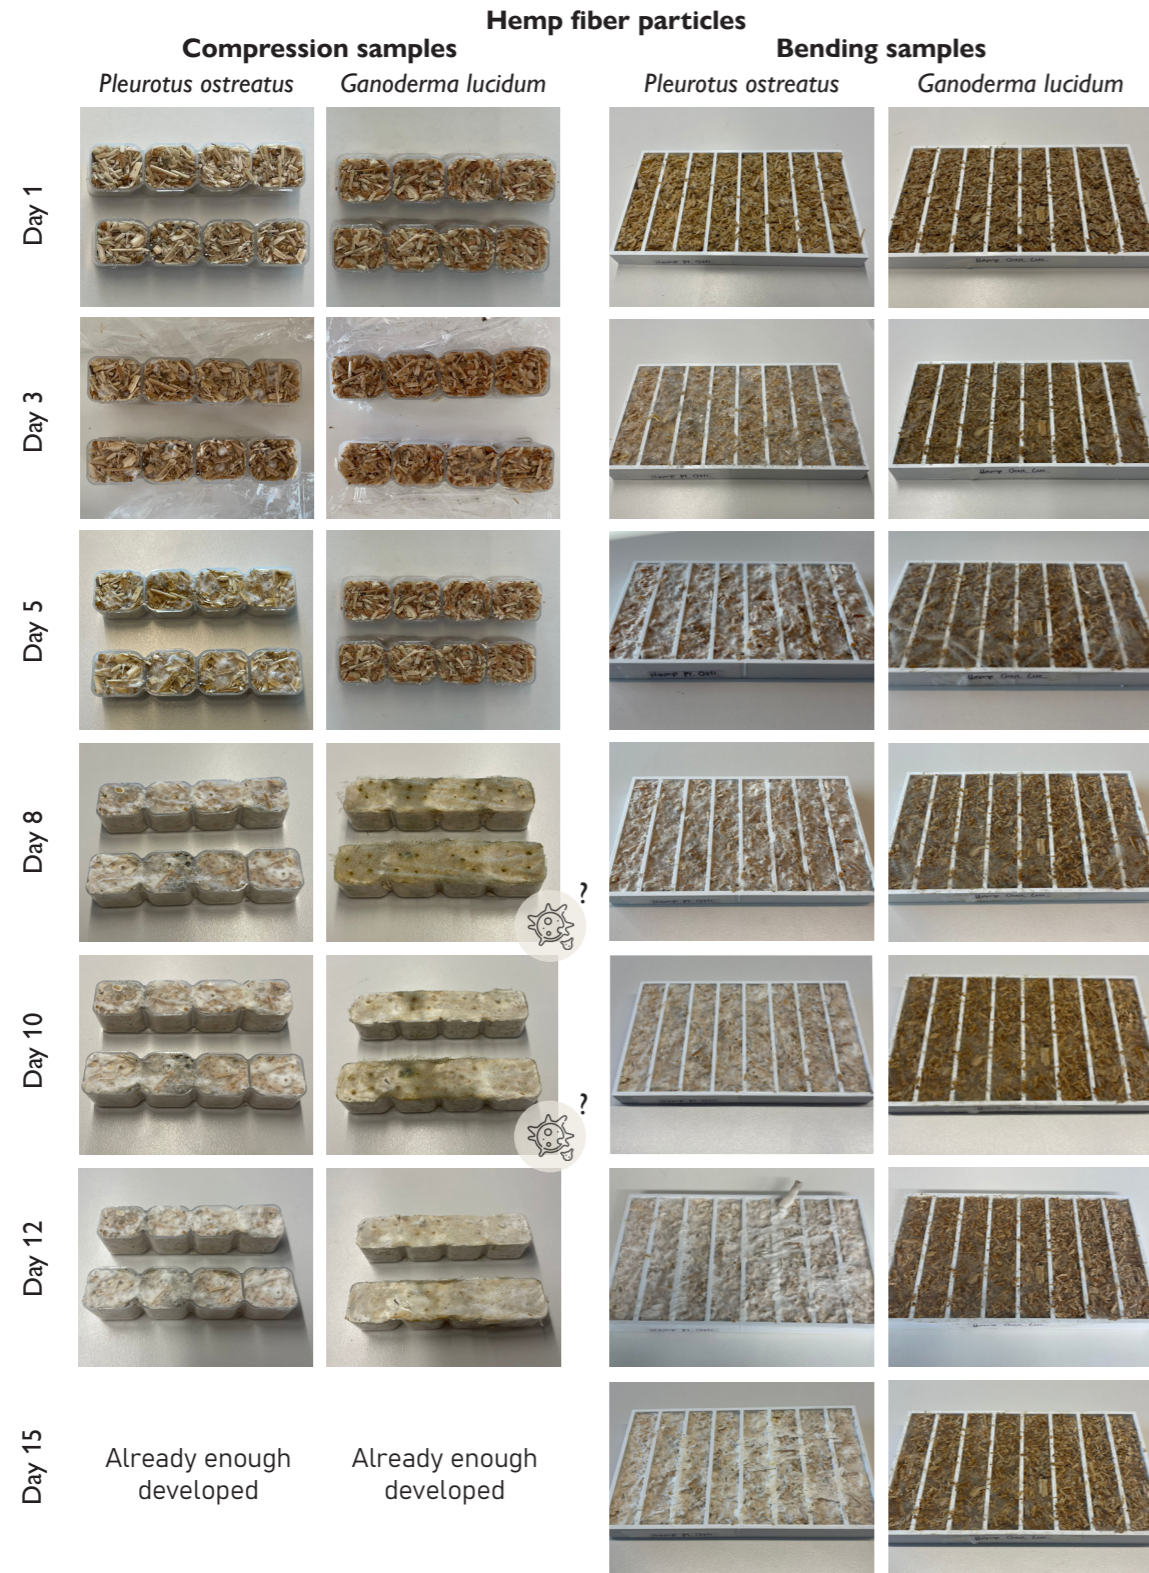 Hemp fiber particles
Compression samples
Bending samples
Pleurotus ostreatus
Ganoderma lucidum
Pleurotus ostreatus
Ganoderma lucidum
Day 1
Day 3
Day 5
Day 8
?
Day 10
?
Day 12
Day 15
Already enough
developed
Already enough
developed